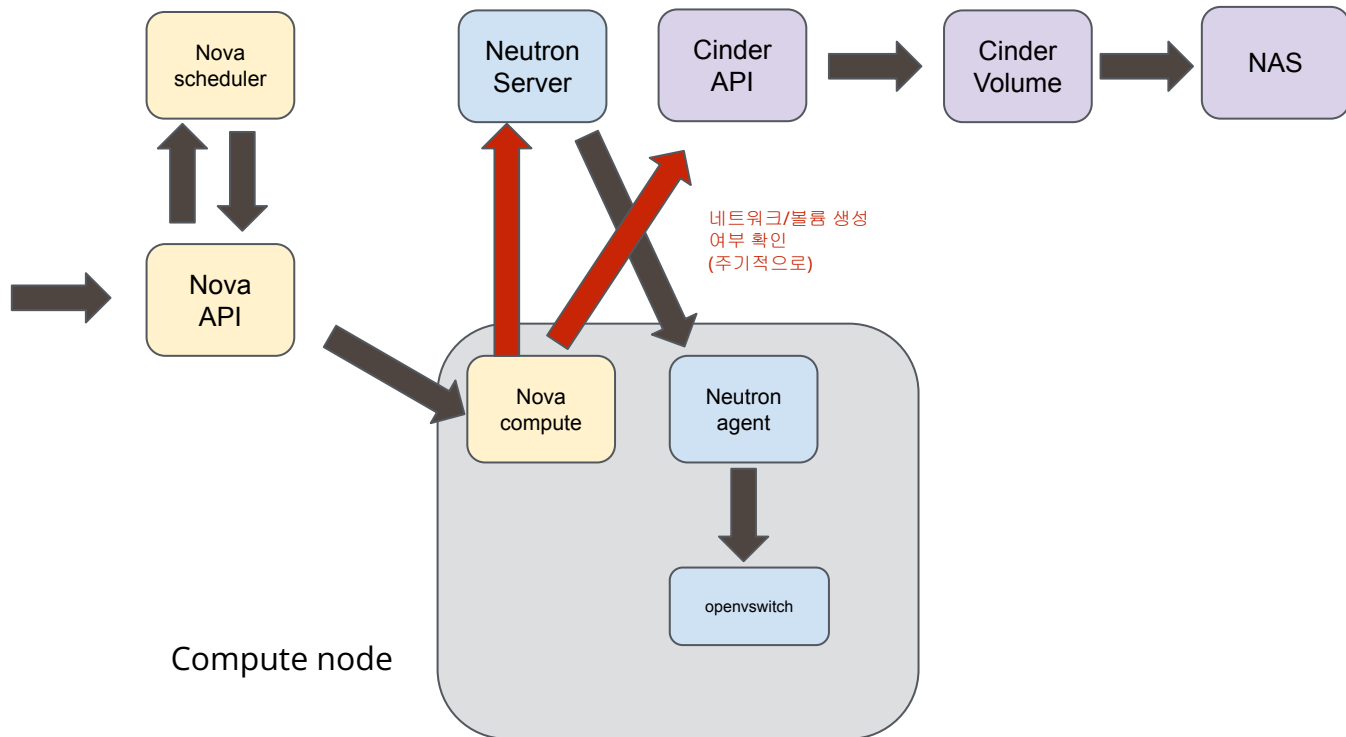 Nova
scheduler
Neutron
Server
Cinder
API
Cinder
Volume
NAS
네트워크/볼륨 생성
여부 확인
(주기적으로)
Nova
API
Nova
compute
Neutron
agent
openvswitch
Compute node